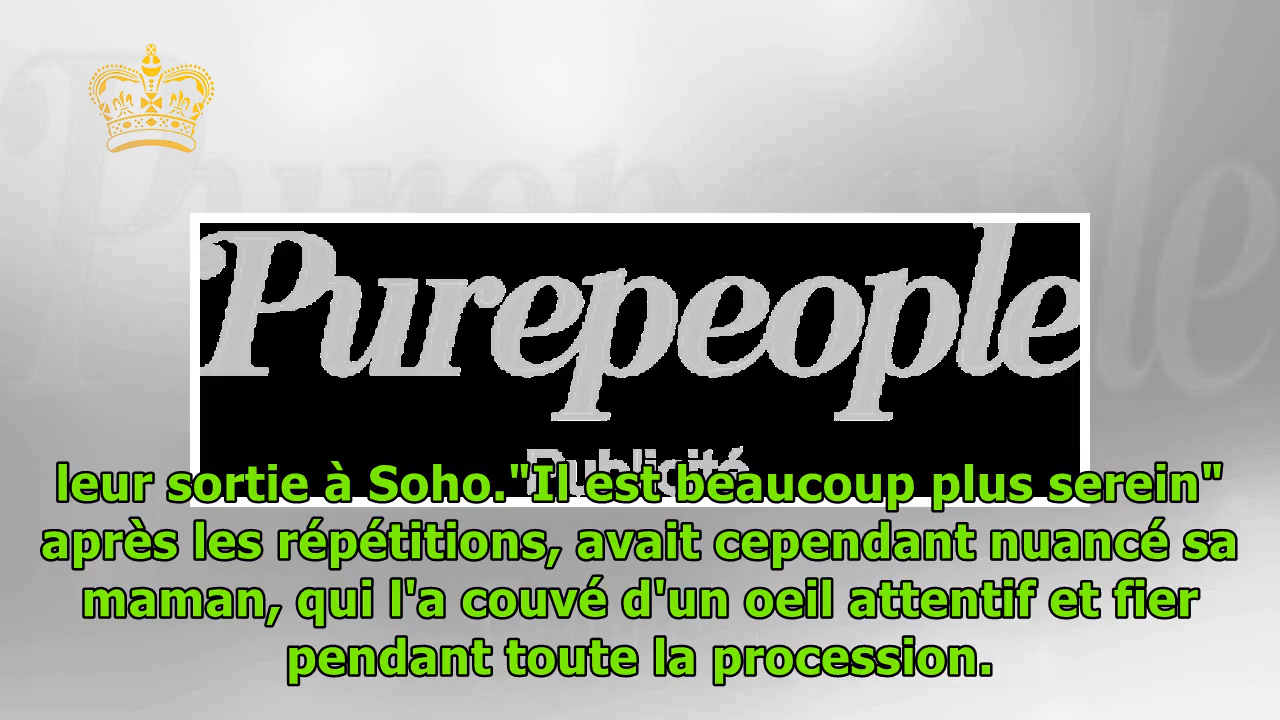 Purepeople
Publicité
leur sortie à Soho."Il est beaucoup plus serein"
après les répétitions, avait cependant nuancé sa
maman, qui l'a couvé d'un oeil attentif et fier
pendant toute la procession.